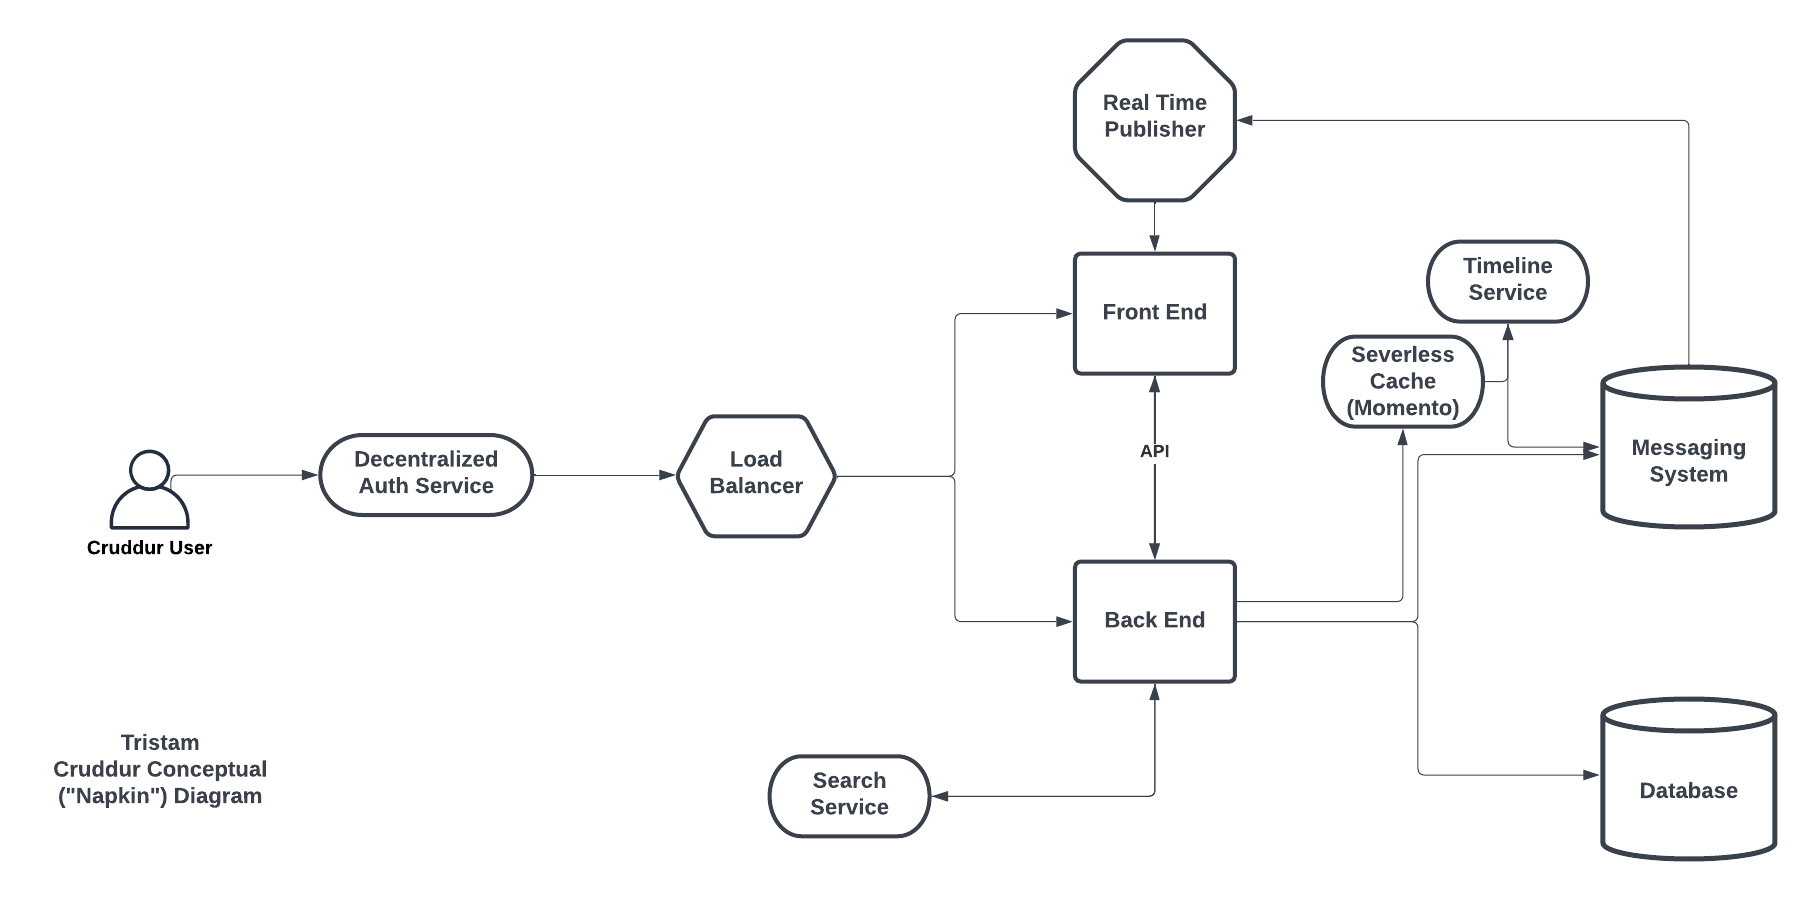 Real Time
Publisher
Timeline
Service
Front End
Severless
Cache
(Momento)
API
Messaging
System
Decentralized
Auth Service
Load
Balancer
Cruddur User
Back End
Tristam
Cruddur Conceptual
("Napkin") Diagram
Search
Service
Database